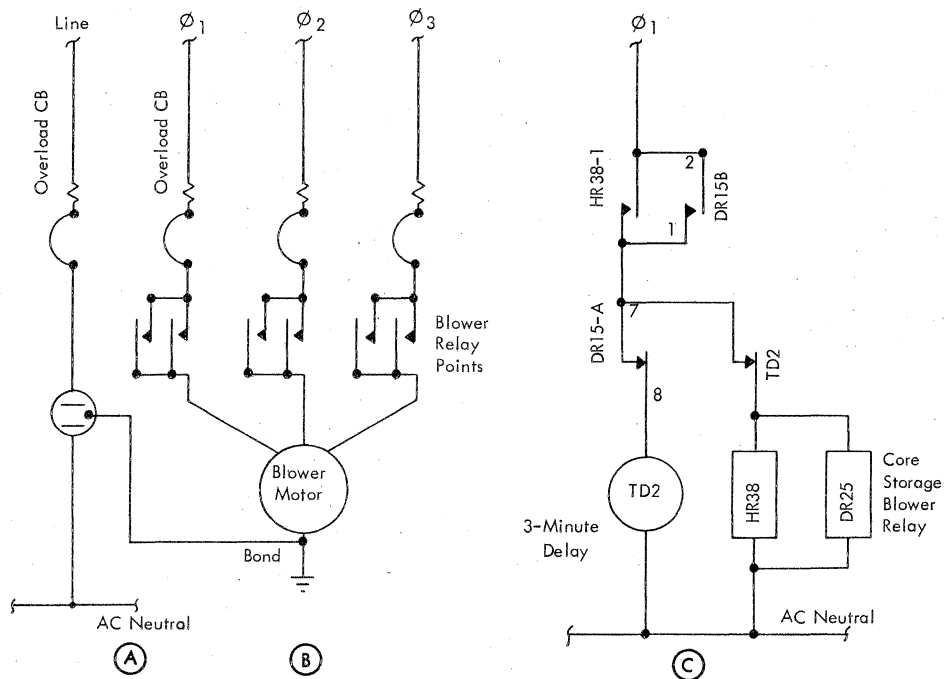 Line
Ø1
Ø2
Ø3
Ø1
Overload CB
Overload CB
HR38-1
2
DR15B
1
Blower
Relay
Points
DR15-A
7
TD2
8
Blower
Motor
TD2
3-Minute
Delay
HR38
DR25
Core
Storage
Blower
Relay
Bond
AC Neutral
AC Neutral
A
B
C